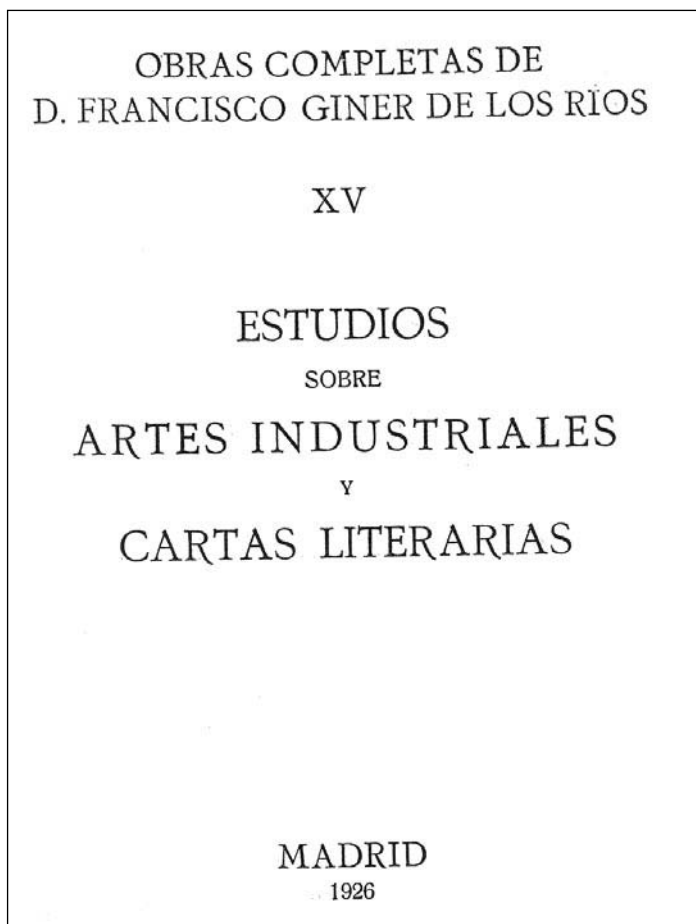 OBRAS COMPLETAS DE
D. FRANCISCO GINER DE LOS RÍOS
XV
ESTUDIOS
SOBRE
ARTES INDUSTRIALES
Y
CARTAS LITERARIAS
MADRID
1926